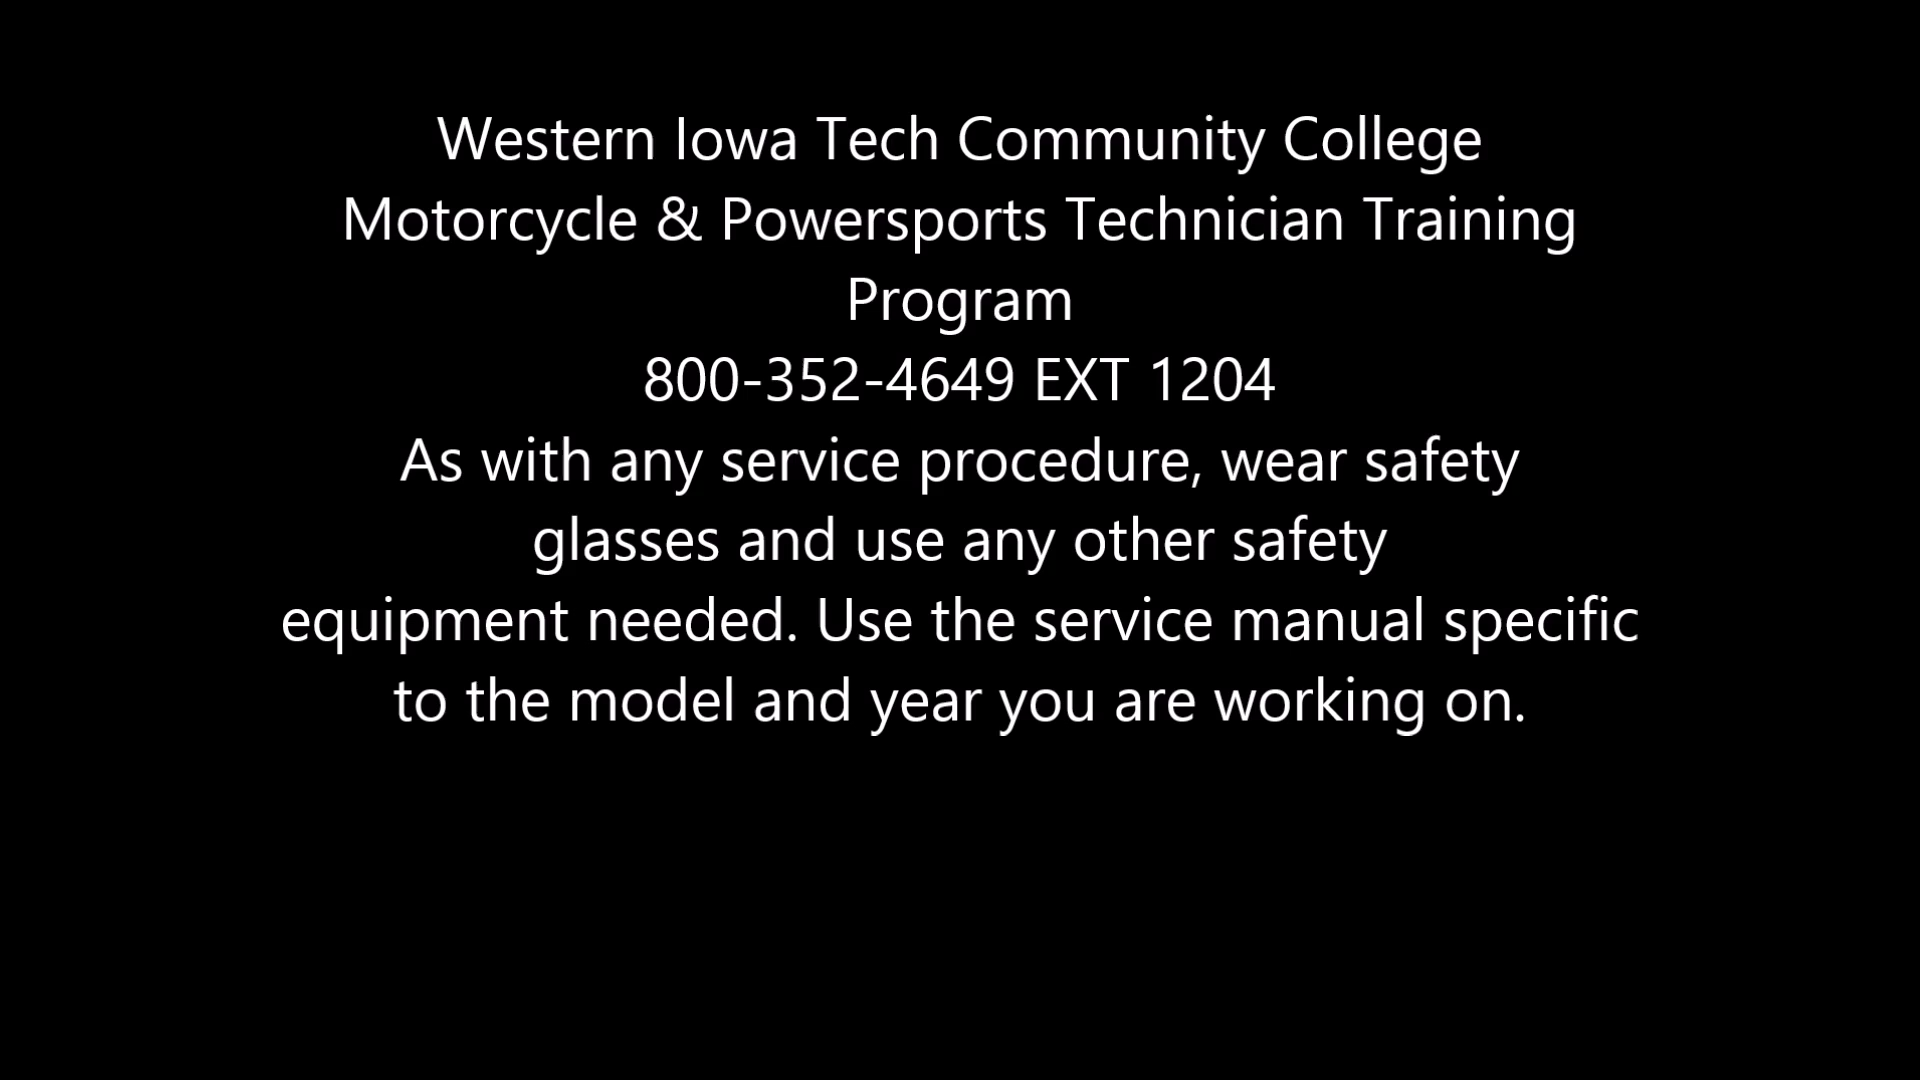 Western Iowa Tech Community College
Motorcycle & Powersports Technician Training
Program
800-352-4649 EXT 1204
As with any service procedure, wear safety
glasses and use any other safety
equipment needed. Use the service manual specific
to the model and year you are working on.